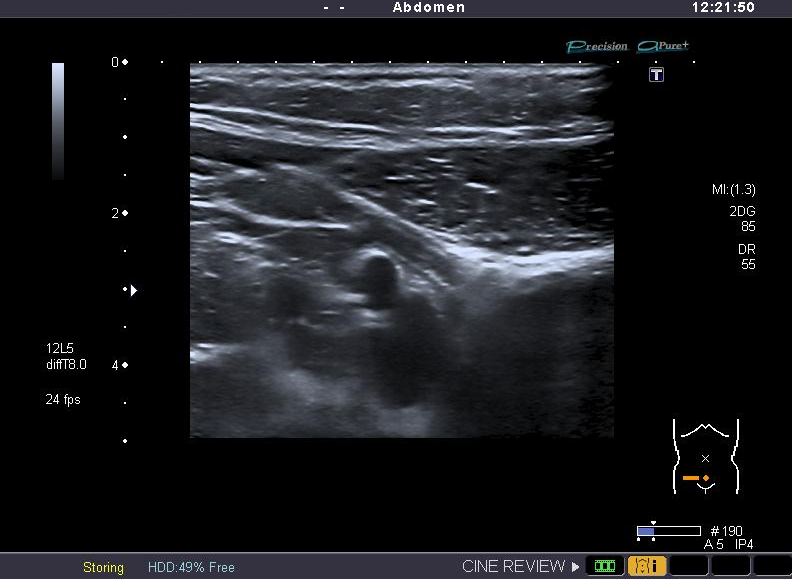 - - Abdomen 12:21:50
Precision APure+
0
T
MI:(1.3)
2DG
85
DR
55
2
12L5
diffT8.0
24 fps
4
#190
A 5 IP4
Storing HDD:49% Free CINE REVIEW
i